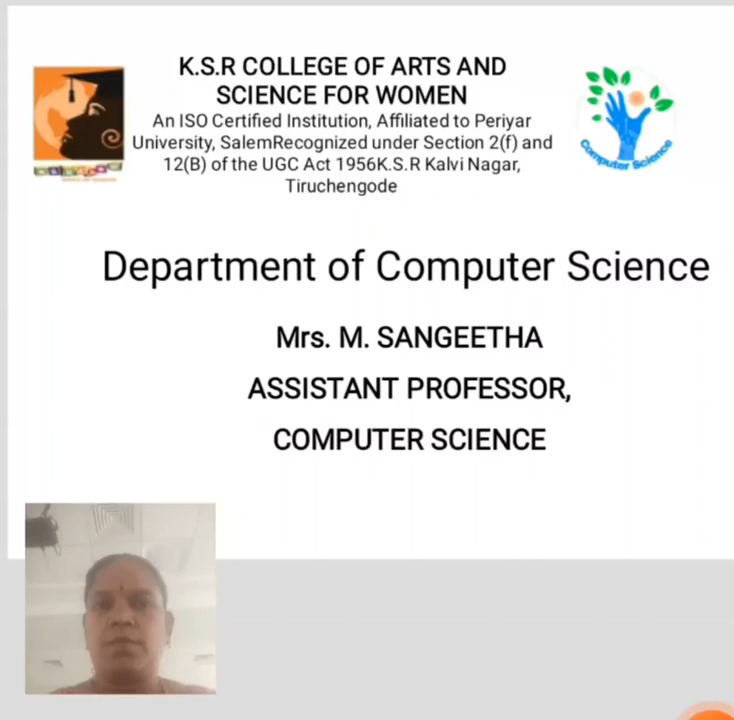 K.S.R COLLEGE OF ARTS AND
SCIENCE FOR WOMEN
An ISO Certified Institution, Affiliated to Periyar
University, SalemRecognized under Section 2(f) and
12(B) of the UGC Act 1956K.S.R Kalvi Nagar,
Tiruchengode
Computer Science
Department of Computer Science
Mrs. M. SANGEETHA
ASSISTANT PROFESSOR,
COMPUTER SCIENCE